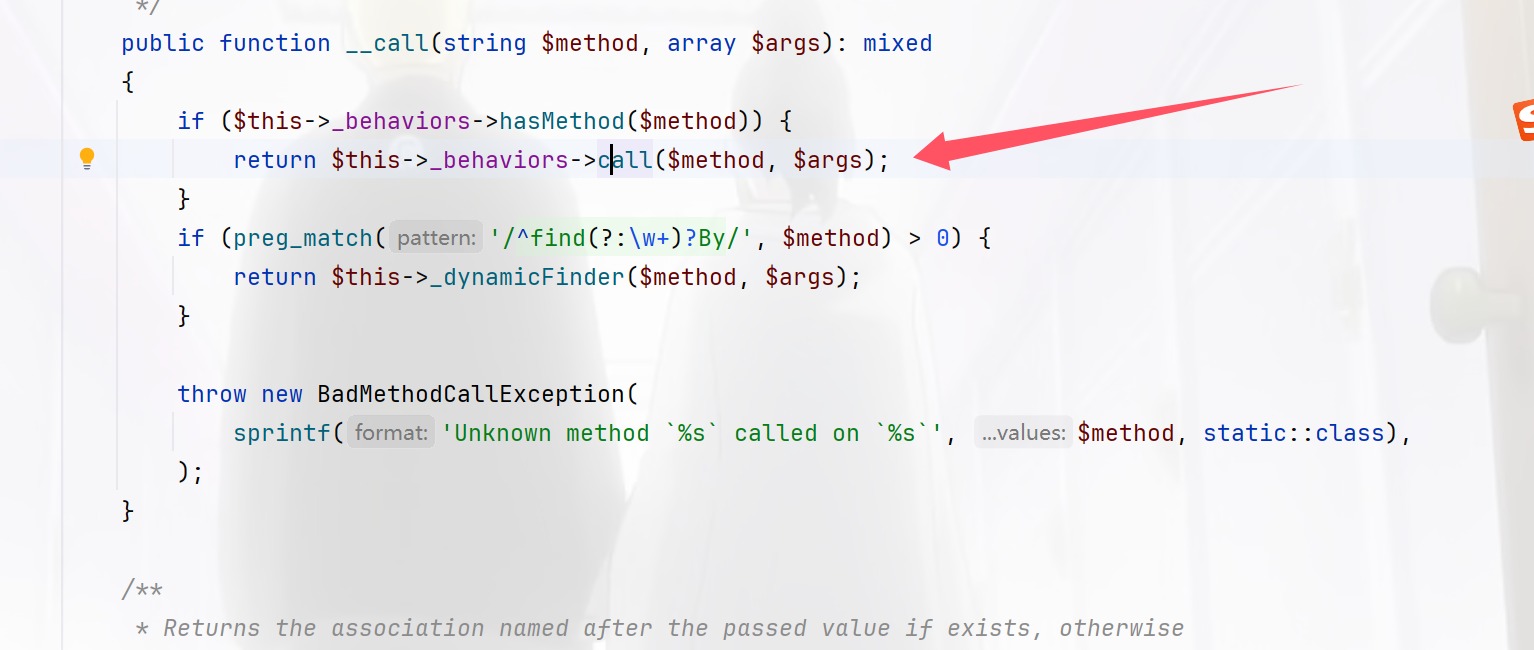 */
public function __call(string $method, array $args): mixed
{
if ($this->_behaviors->hasMethod($method)) {
return $this->_behaviors->call($method, $args);
}
if (preg_match( pattern: '/^find(?:\w+)?By/', $method) > 0) {
return $this->_dynamicFinder($method, $args);
}
throw new BadMethodCallException(
sprintf( format: 'Unknown method `%s` called on `%s`', ...values: $method, static::class),
);
}
/**
* Returns the association named after the passed value if exists, otherwise